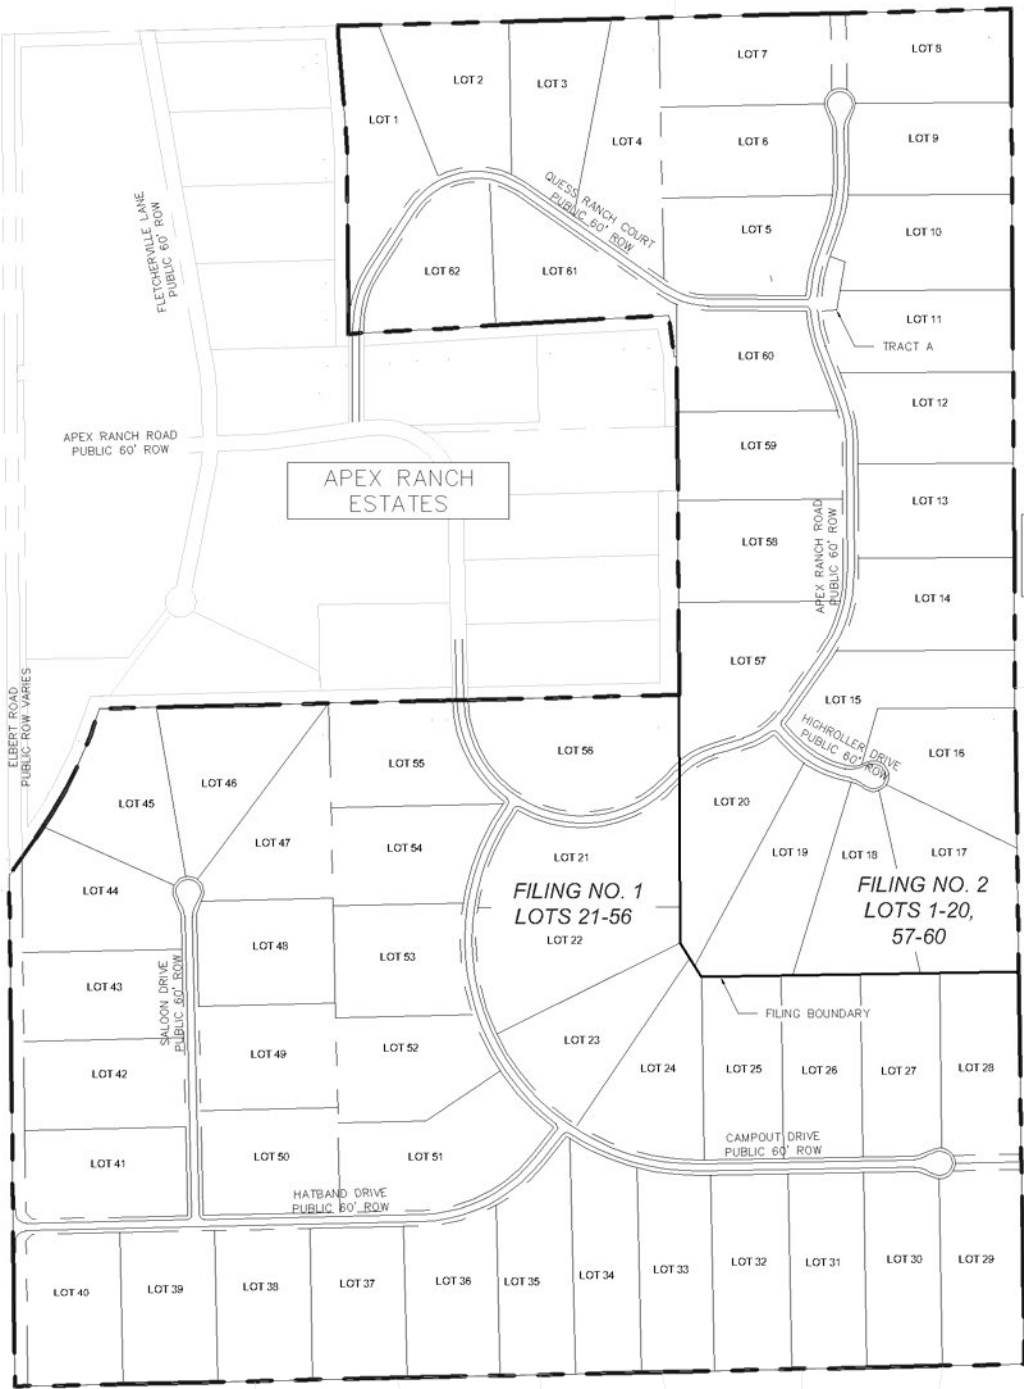 LOT 8
LOT 7
LOT 2
LOT 3
LOT 1
LOT 4
LOT 6
LOT 9
FLETCHERVILLE LANE
PUBLIC 60' ROW
QUESS RANCH COURT
PUBLIC 60' ROW
LOT 5
LOT 10
LOT 62
LOT 61
LOT 11
TRACT A
LOT 60
LOT 12
APEX RANCH ROAD
PUBLIC 60' ROW
LOT 59
APEX RANCH
ESTATES
LOT 13
LOT 58
APEX RANCH ROAD
PUBLIC 60' ROW
LOT 14
LOT 57
ELBERT ROAD
PUBLIC ROW VARIES
LOT 15
HIGHROLLER DRIVE
PUBLIC 60' ROW
LOT 16
LOT 56
LOT 55
LOT 46
LOT 45
LOT 20
LOT 47
LOT 54
LOT 21
LOT 19
LOT 18
LOT 17
LOT 44
FILING NO. 1
LOTS 21-56
FILING NO. 2
LOTS 1-20,
57-60
LOT 22
LOT 48
LOT 53
LOT 43
SALOON DRIVE
PUBLIC 60' ROW
FILING BOUNDARY
LOT 23
LOT 52
LOT 49
LOT 42
LOT 24
LOT 25
LOT 26
LOT 27
LOT 28
CAMPOUT DRIVE
PUBLIC 60' ROW
LOT 41
LOT 50
LOT 51
HATBAND DRIVE
PUBLIC 60' ROW
LOT 40
LOT 39
LOT 38
LOT 37
LOT 36
LOT 35
LOT 34
LOT 33
LOT 32
LOT 31
LOT 30
LOT 29